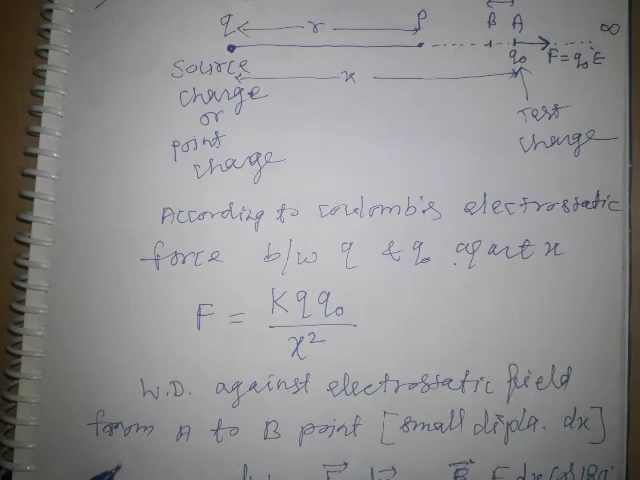 B A
q r P ∞
q₀ F = q₀E
Source x
charge
or Test
point charge
charge
According to coulomb's electrostatic
force b/w q & q₀ apart x
F = Kqq₀
x²
W.D. against electrostatic field
from A to B point [small displa. dx]